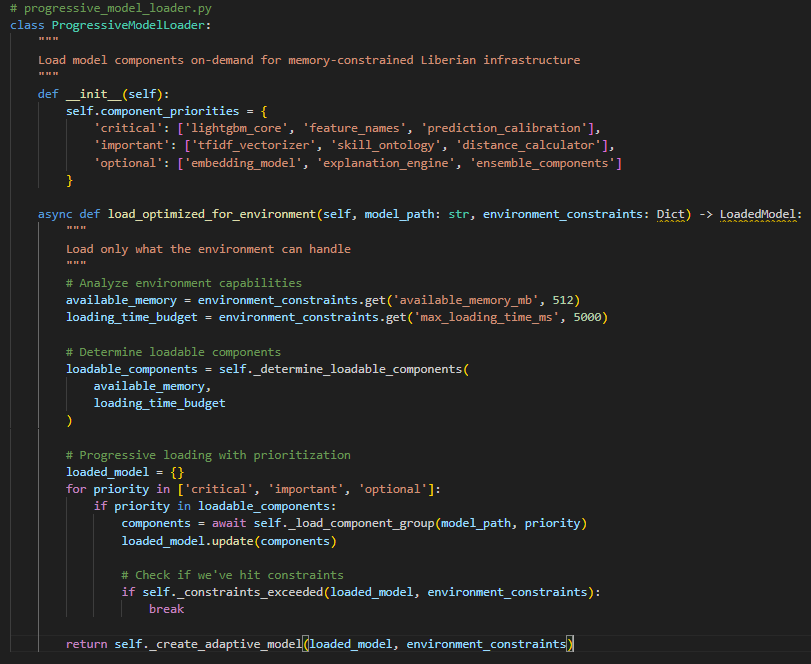 # progressive_model_loader.py
class ProgressiveModelLoader:
    """
    Load model components on-demand for memory-constrained Liberian infrastructure
    """
    def __init__(self):
        self.component_priorities = {
            'critical': ['lightgbm_core', 'feature_names', 'prediction_calibration'],
            'important': ['tfidf_vectorizer', 'skill_ontology', 'distance_calculator'],
            'optional': ['embedding_model', 'explanation_engine', 'ensemble_components']
        }

    async def load_optimized_for_environment(self, model_path: str, environment_constraints: Dict) -> LoadedModel:
        """
        Load only what the environment can handle
        """
        # Analyze environment capabilities
        available_memory = environment_constraints.get('available_memory_mb', 512)
        loading_time_budget = environment_constraints.get('max_loading_time_ms', 5000)

        # Determine loadable components
        loadable_components = self._determine_loadable_components(
            available_memory,
            loading_time_budget
        )

        # Progressive loading with prioritization
        loaded_model = {}
        for priority in ['critical', 'important', 'optional']:
            if priority in loadable_components:
                components = await self._load_component_group(model_path, priority)
                loaded_model.update(components)

                # Check if we've hit constraints
                if self._constraints_exceeded(loaded_model, environment_constraints):
                    break

        return self._create_adaptive_model(loaded_model, environment_constraints)